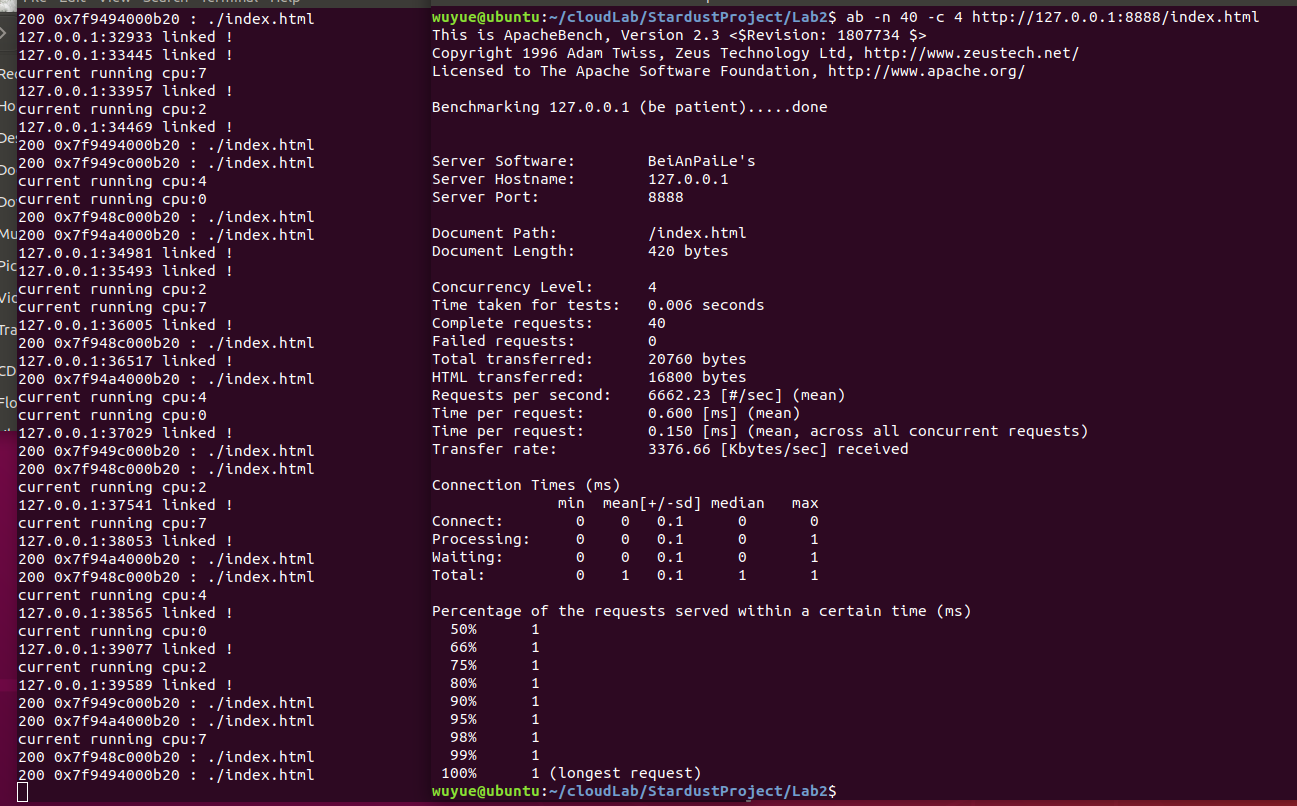 200 0x7f9494000b20 : ./index.html
127.0.0.1:32933 linked !
127.0.0.1:33445 linked !
current running cpu:7
127.0.0.1:33957 linked !
current running cpu:2
127.0.0.1:34469 linked !
200 0x7f9494000b20 : ./index.html
200 0x7f949c000b20 : ./index.html
current running cpu:4
current running cpu:0
200 0x7f948c000b20 : ./index.html
200 0x7f94a4000b20 : ./index.html
127.0.0.1:34981 linked !
127.0.0.1:35493 linked !
current running cpu:2
current running cpu:7
127.0.0.1:36005 linked !
200 0x7f948c000b20 : ./index.html
127.0.0.1:36517 linked !
200 0x7f94a4000b20 : ./index.html
current running cpu:4
current running cpu:0
127.0.0.1:37029 linked !
200 0x7f949c000b20 : ./index.html
200 0x7f948c000b20 : ./index.html
current running cpu:2
127.0.0.1:37541 linked !
current running cpu:7
127.0.0.1:38053 linked !
200 0x7f94a4000b20 : ./index.html
200 0x7f948c000b20 : ./index.html
current running cpu:4
127.0.0.1:38565 linked !
current running cpu:0
127.0.0.1:39077 linked !
current running cpu:2
127.0.0.1:39589 linked !
200 0x7f949c000b20 : ./index.html
200 0x7f94a4000b20 : ./index.html
current running cpu:7
200 0x7f948c000b20 : ./index.html
200 0x7f9494000b20 : ./index.html
wuyue@ubuntu:~/cloudLab/StardustProject/Lab2$ ab -n 40 -c 4 http://127.0.0.1:8888/index.html
This is ApacheBench, Version 2.3 <$Revision: 1807734 $>
Copyright 1996 Adam Twiss, Zeus Technology Ltd, http://www.zeustech.net/
Licensed to The Apache Software Foundation, http://www.apache.org/
Benchmarking 127.0.0.1 (be patient).....done
Server Software: BeiAnPaiLe's
Server Hostname: 127.0.0.1
Server Port: 8888
Document Path: /index.html
Document Length: 420 bytes
Concurrency Level: 4
Time taken for tests: 0.006 seconds
Complete requests: 40
Failed requests: 0
Total transferred: 20760 bytes
HTML transferred: 16800 bytes
Requests per second: 6662.23 [#/sec] (mean)
Time per request: 0.600 [ms] (mean)
Time per request: 0.150 [ms] (mean, across all concurrent requests)
Transfer rate: 3376.66 [Kbytes/sec] received
Connection Times (ms)
min mean[+/-sd] median max
Connect: 0 0 0.1 0 0
Processing: 0 0 0.1 0 1
Waiting: 0 0 0.1 0 1
Total: 0 1 0.1 1 1
Percentage of the requests served within a certain time (ms)
50% 1
66% 1
75% 1
80% 1
90% 1
95% 1
98% 1
99% 1
100% 1 (longest request)
wuyue@ubuntu:~/cloudLab/StardustProject/Lab2$